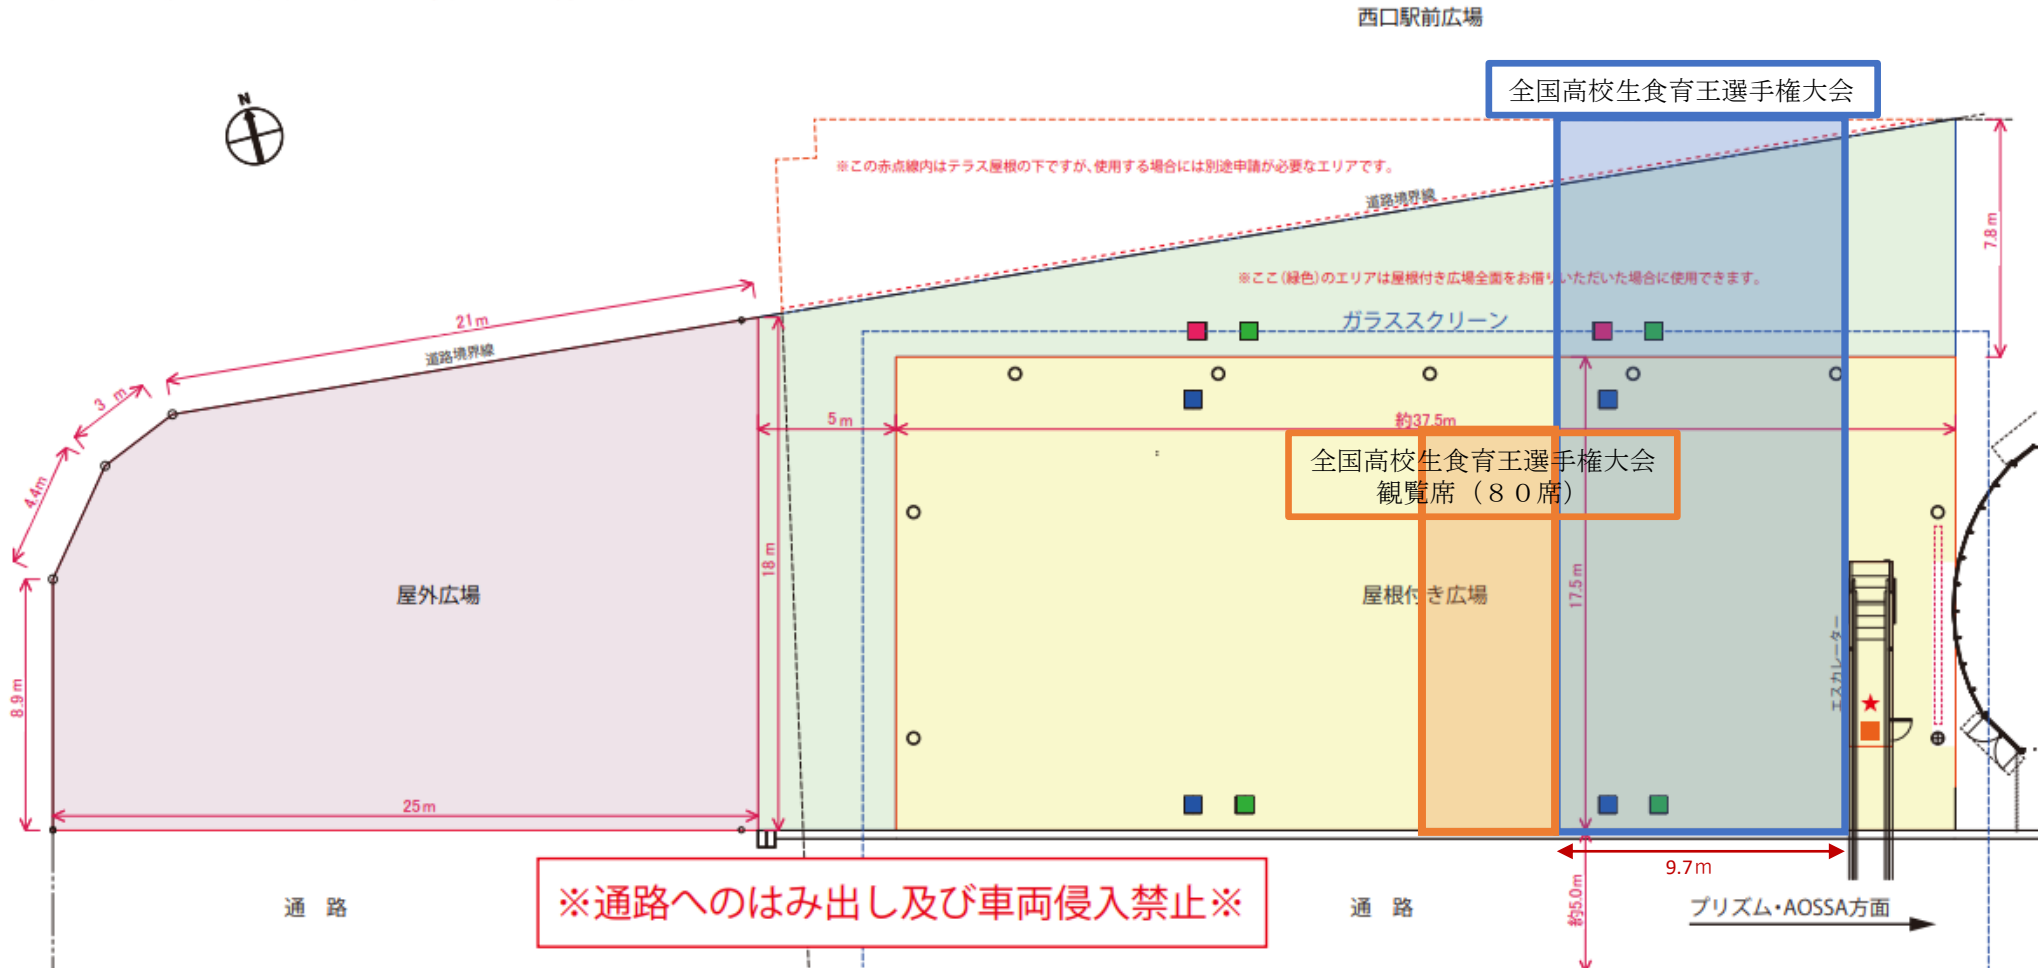 西口駅前広場
全国高校生食育王選手権大会
N
※この赤点線内はテラス屋根の下ですが、使用する場合には別途申請が必要なエリアです。
道路境界線
7.8m
※ここ(緑色)のエリアは屋根付き広場全面をお借りいただいた場合に使用できます。
21m
ガラススクリーン
道路境界線
3 m
5m
約37.5m
全国高校生食育王選手権大会
観覧席（８０席）
4.4m
18m
17.5m
屋外広場
屋根付き広場
エスカレーター
★
8.9m
25m
9.7m
※通路へのはみ出し及び車両侵入禁止※
約5.0m
通 路
通 路
プリズム・AOSSA方面